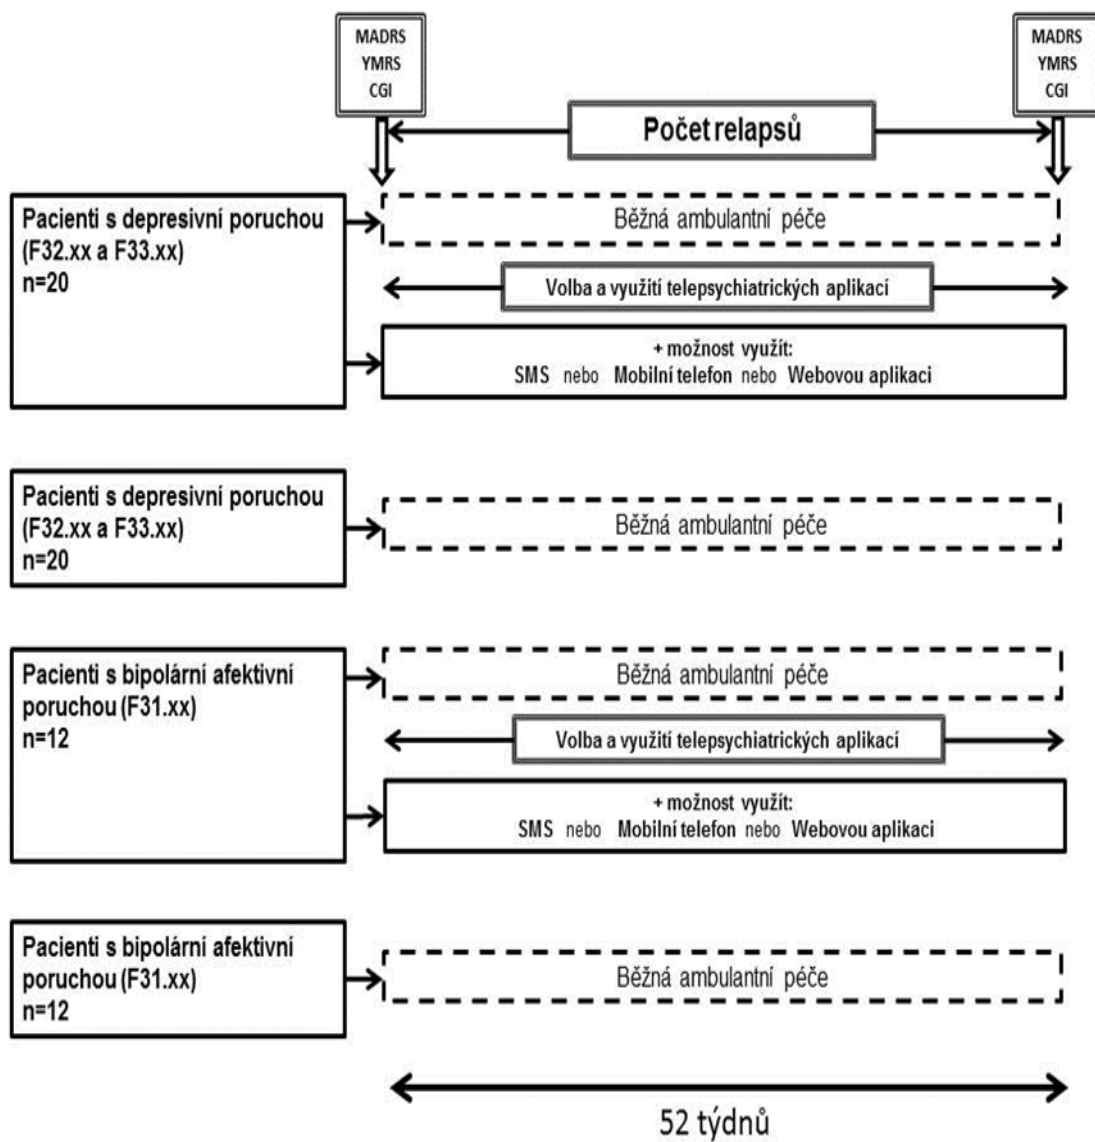 MADRS
YMRS
CGI
MADRS
YMRS
CGI
Počet relapsů
Pacienti s depresivní poruchou
(F32.xx a F33.xx)
n=20
Běžná ambulantní péče
Volba a využití telepsychiatrických aplikací
+ možnost využít:
SMS nebo Mobilní telefon nebo Webovou aplikaci
Pacienti s depresivní poruchou
(F32.xx a F33.xx)
n=20
Běžná ambulantní péče
Pacienti s bipolární afektivní
poruchou (F31.xx)
n=12
Běžná ambulantní péče
Volba a využití telepsychiatrických aplikací
+ možnost využít:
SMS nebo Mobilní telefon nebo Webovou aplikaci
Pacienti s bipolární afektivní
poruchou (F31.xx)
n=12
Běžná ambulantní péče
52 týdnů